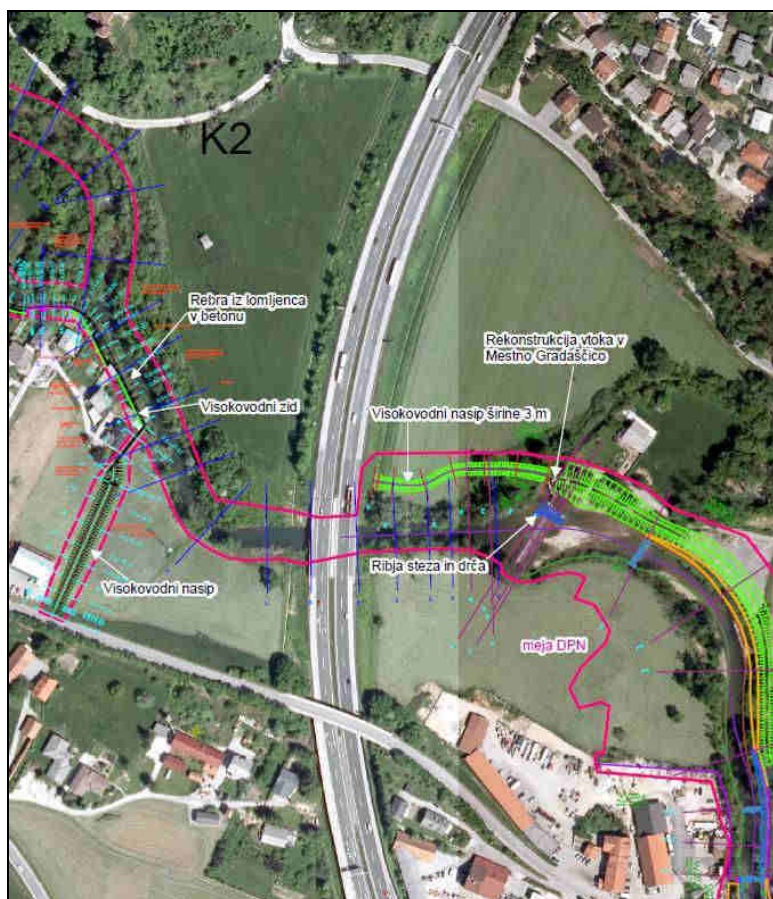 K2
Rebra iz lomljenca
v betonu
Rekonstrukcija vtoka v
Mestno Gradaščico
Visokovodni zid
Visokovodni nasip širine 3 m
Ribja steza in drča
Visokovodni nasip
meja DPN